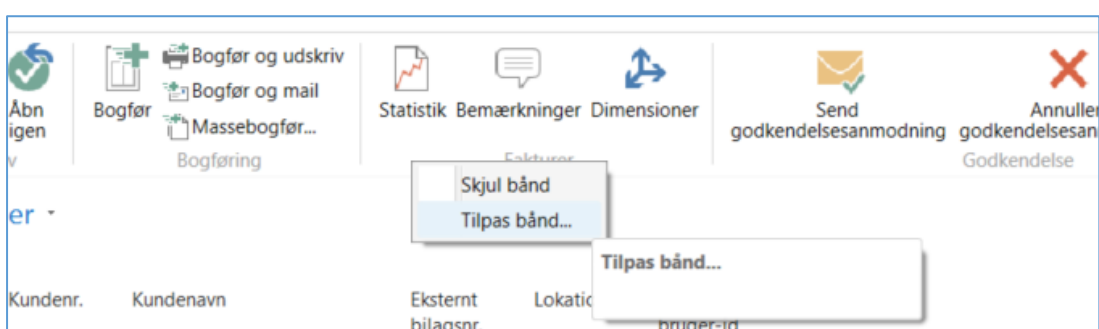 Bogfør og udskriv
Bogfør og mail
Massebogfør...
Åbn
igen
Bogfør
Statistik Bemærkninger Dimensioner
Send
godkendelsesanmodning
Annuller
godkendelsesan
v
Bogføring
Fakturer
Godkendelse
Skjul bånd
Tilpas bånd...
er
Tilpas bånd...
Kundenr.
Kundenavn
Eksternt
bilagsnr.
Lokatio
bruger-id